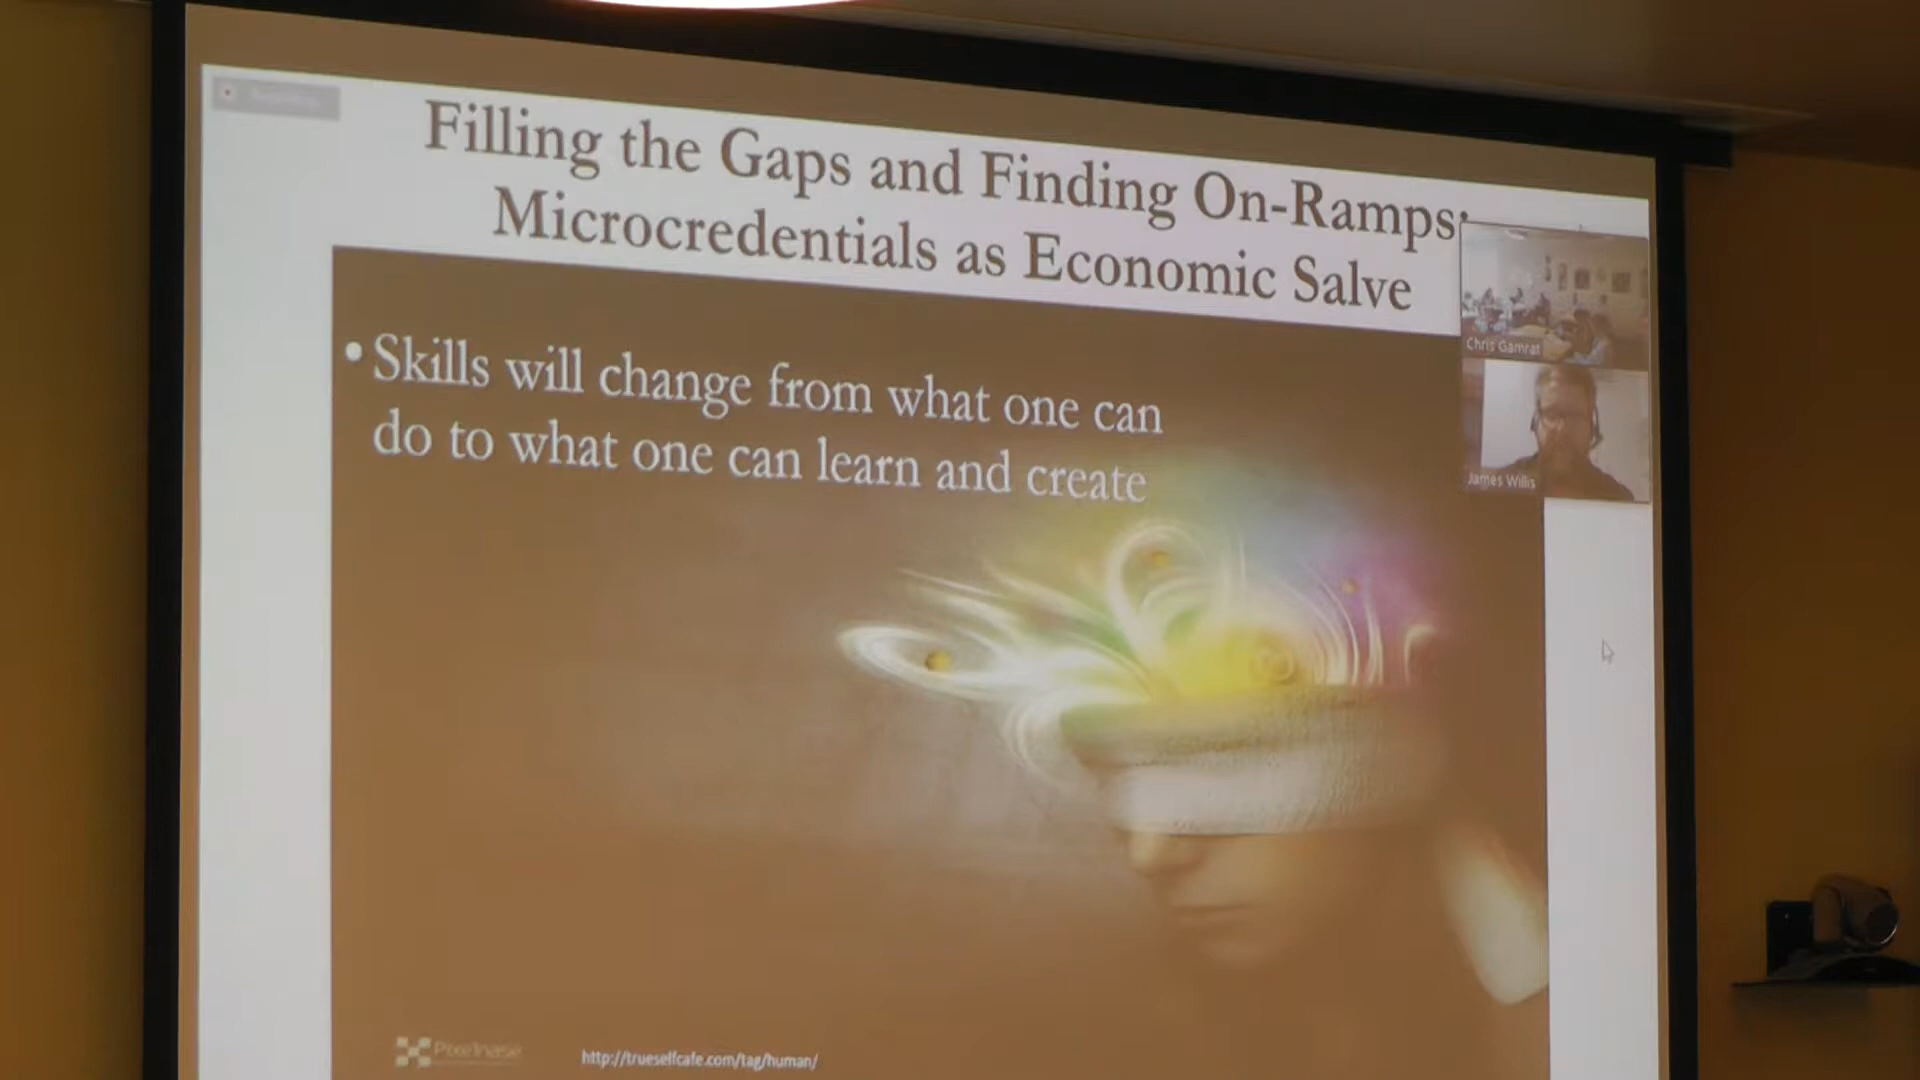 Filling the Gaps and Finding On-Ramps:
Microcredentials as Economic Salve
Chris Gamrat
• Skills will change from what one can
do to what one can learn and create
James Willis
http://trueselfcafe.com/tag/human/